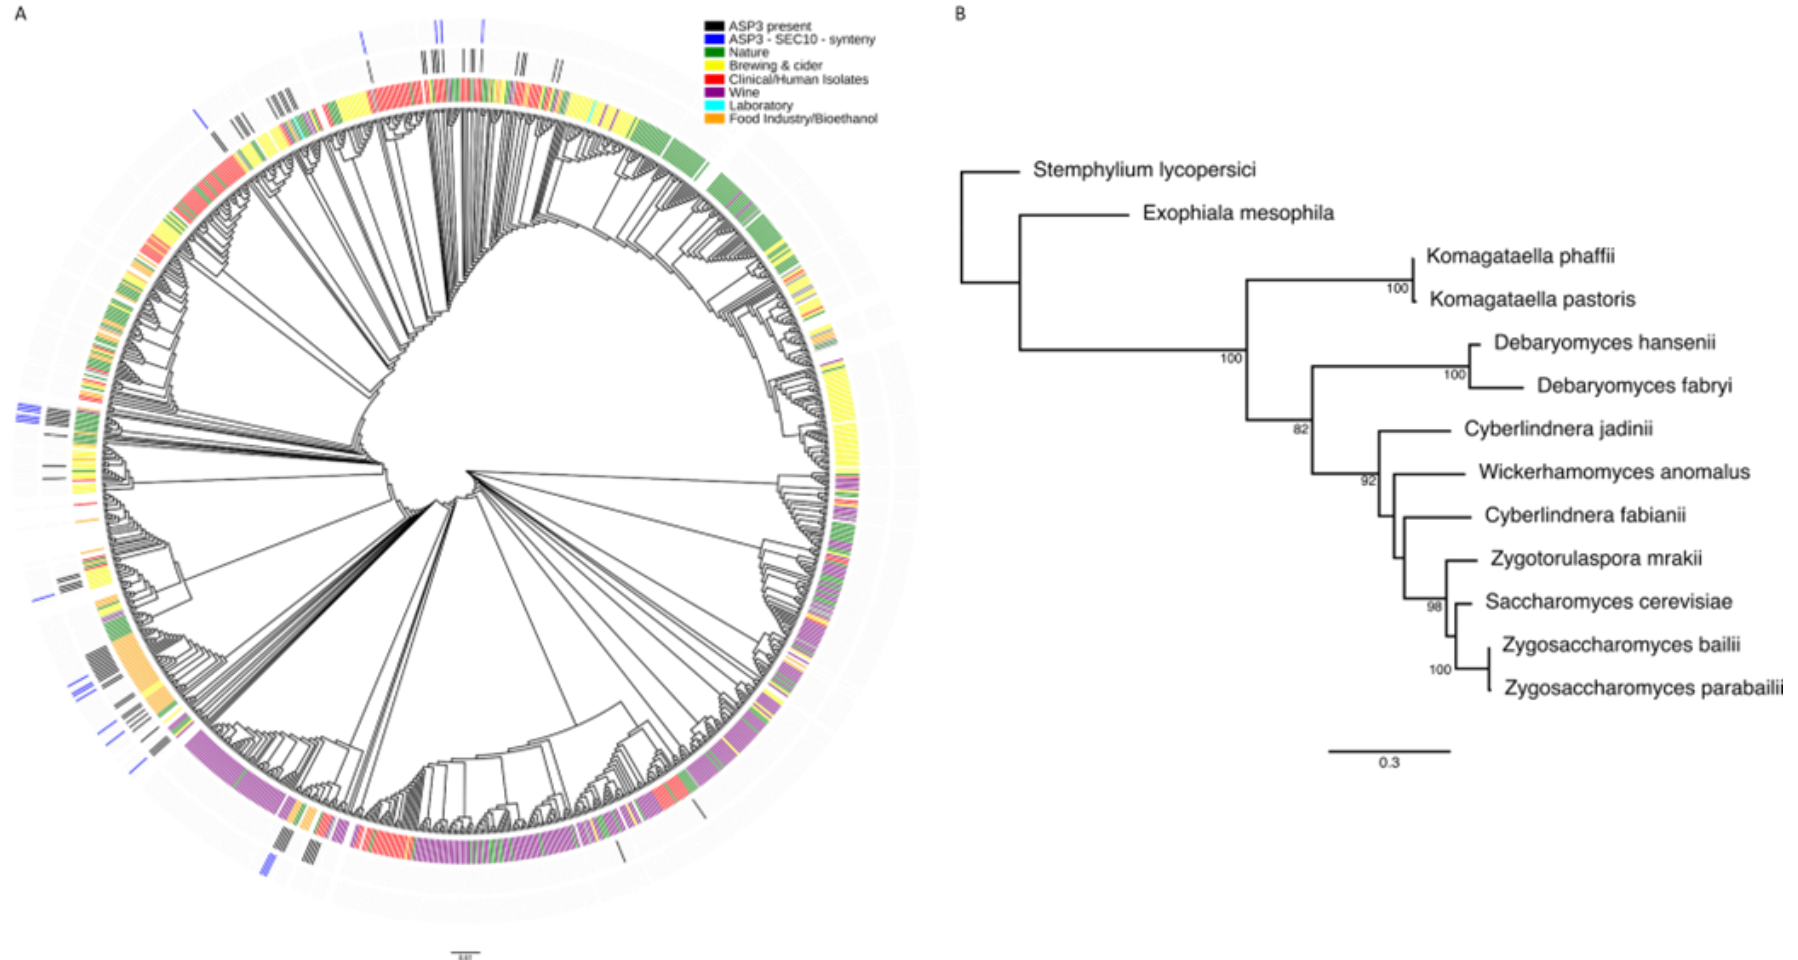 A
ASP3 present
ASP3 - SEC10 - synteny
Nature
Brewing & cider
Clinical/Human Isolates
Wine
Laboratory
Food Industry/Bioethanol
B
Stemphylium lycopersici
Exophiala mesophila
Komagataella phaffii
100
Komagataella pastoris
Debaryomyces hansenii
100
100
Debaryomyces fabryi
82
Cyberlindnera jadinii
Wickerhamomyces anomalus
92
Cyberlindnera fabianii
Zygotorulaspora mrakii
98
Saccharomyces cerevisiae
Zygosaccharomyces bailii
100
Zygosaccharomyces parabailii
0.3